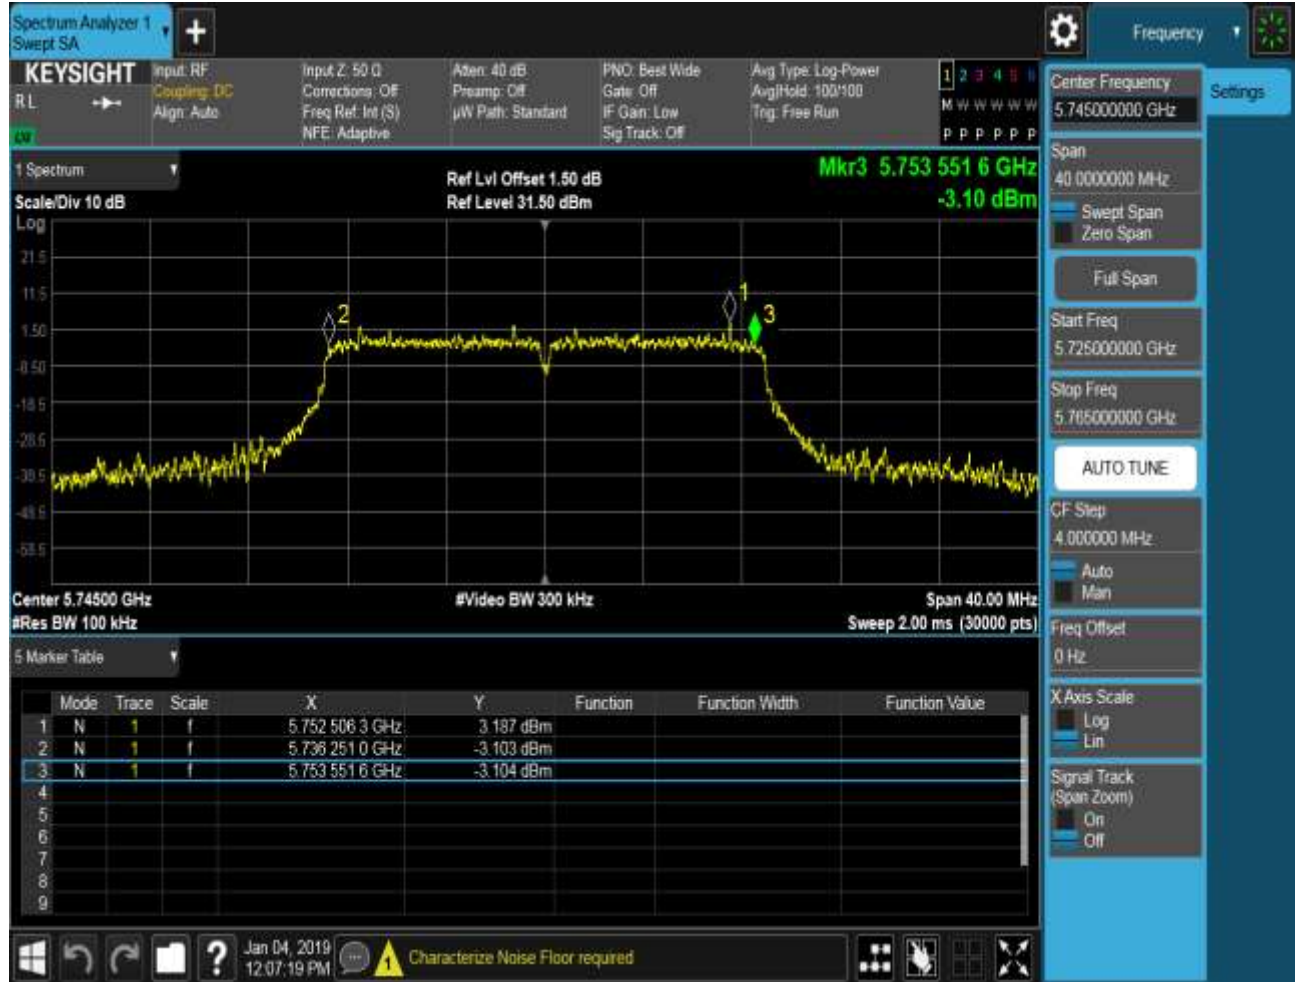 Spectrum Analyzer 1
Swept SA
+
Frequency
KEYSIGHT
RL
Input: RF
Coupling: DC
Align: Auto
Input Z: 50 Ω
Corrections: Off
Freq Ref: Int (S)
NFE: Adaptive
Atten: 40 dB
Preamp: Off
µW Path: Standard
PNO: Best Wide
Gate: Off
IF Gain: Low
Sig Track: Off
Avg Type: Log-Power
Avg|Hold: 100/100
Trig: Free Run
1 2 3 4 5 6
M W W W W W
P P P P P P
1 Spectrum
Scale/Div 10 dB
Ref Lvl Offset 1.50 dB
Ref Level 31.50 dBm
Mkr3 5.753 551 6 GHz
-3.10 dBm
Log
21.5
11.5
1.50
-8.50
-18.5
-28.5
-38.5
-48.5
-58.5
2
1
3
Center 5.74500 GHz
#Video BW 300 kHz
Span 40.00 MHz
#Res BW 100 kHz
Sweep 2.00 ms (30000 pts)
5 Marker Table
Mode Trace Scale X Y Function Function Width Function Value
1 N 1 f 5.752 506 3 GHz 3.187 dBm
2 N 1 f 5.736 251 0 GHz -3.103 dBm
3 N 1 f 5.753 551 6 GHz -3.104 dBm
4
5
6
7
8
9
?
Jan 04, 2019
12:07:19 PM
1
Characterize Noise Floor required
Center Frequency
5.745000000 GHz
Settings
Span
40.0000000 MHz
Swept Span
Zero Span
Full Span
Start Freq
5.725000000 GHz
Stop Freq
5.765000000 GHz
AUTO TUNE
CF Step
4.000000 MHz
Auto
Man
Freq Offset
0 Hz
X Axis Scale
Log
Lin
Signal Track
(Span Zoom)
On
Off